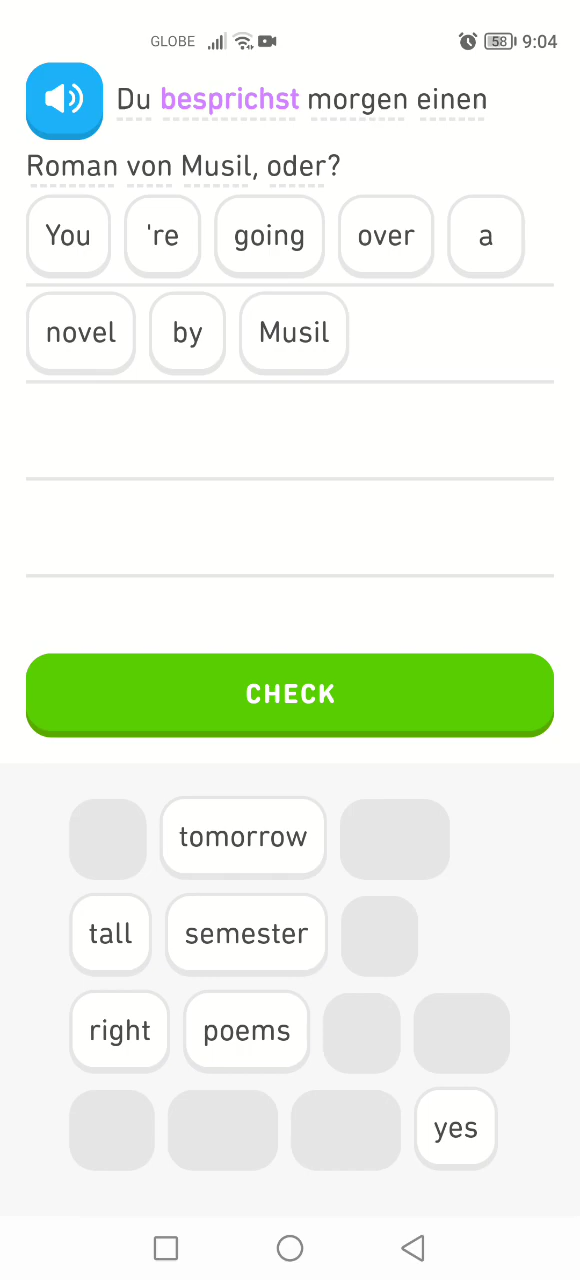 GLOBE 58 9:04
Du besprichst morgen einen
Roman von Musil, oder?
You 're going over a
novel by Musil
CHECK
tomorrow
tall semester
right poems
yes